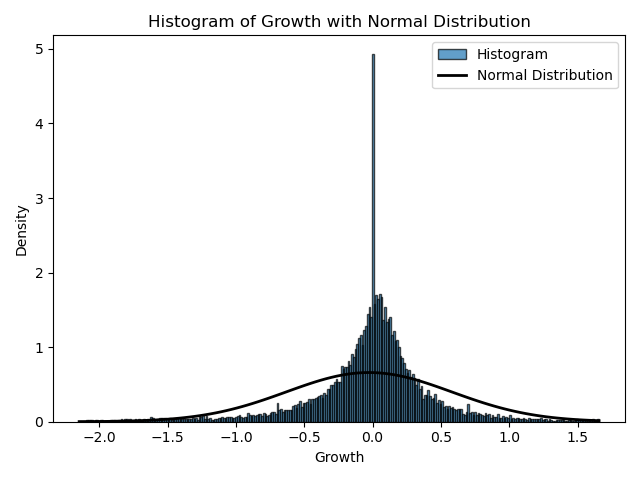 Histogram of Growth with Normal Distribution
Histogram
Normal Distribution
Density
5
4
3
2
1
0
−2.0 −1.5 −1.0 −0.5 0.0 0.5 1.0 1.5
Growth